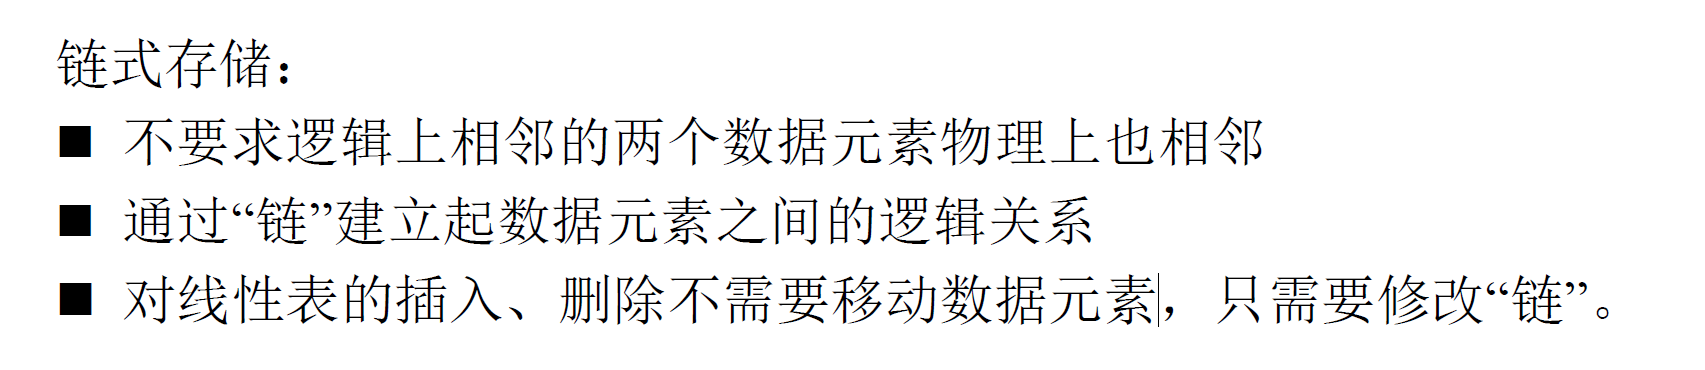 链式存储：
■ 不要求逻辑上相邻的两个数据元素物理上也相邻
■ 通过“链”建立起数据元素之间的逻辑关系
■ 对线性表的插入、删除不需要移动数据元素，只需要修改“链”。